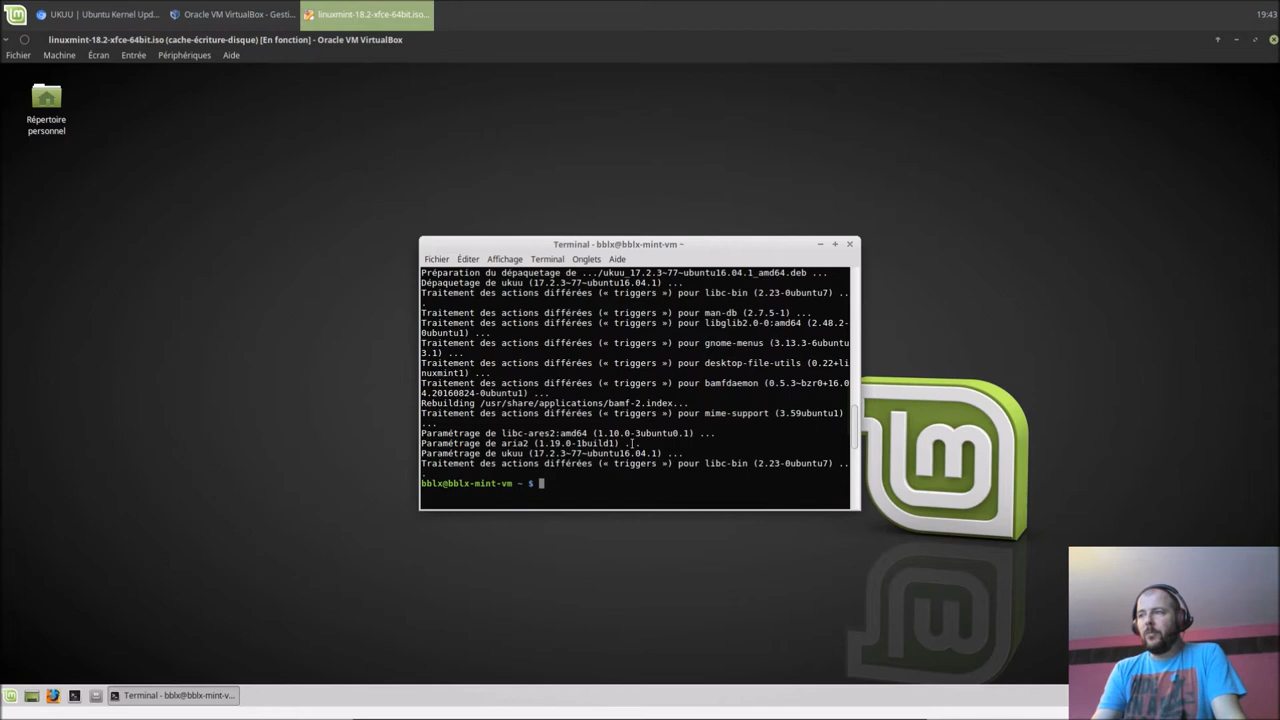 UKUU | Ubuntu Kernel Upd...
Oracle VM VirtualBox - Gesti...
linuxmint-18.2-xfce-64bit.iso...
19:43
linuxmint-18.2-xfce-64bit.iso (cache-écriture-disque) [En fonction] - Oracle VM VirtualBox
Fichier Machine Écran Entrée Périphériques Aide
Répertoire
personnel
Terminal - bblx@bblx-mint-vm ~
Fichier Éditer Affichage Terminal Onglets Aide
Préparation du dépaquetage de .../ukuu_17.2.3~77~ubuntu16.04.1_amd64.deb ...
Dépaquetage de ukuu (17.2.3~77~ubuntu16.04.1) ...
Traitement des actions différées (« triggers ») pour libc-bin (2.23-0ubuntu7) ..
.
Traitement des actions différées (« triggers ») pour man-db (2.7.5-1) ...
Traitement des actions différées (« triggers ») pour libglib2.0-0:amd64 (2.48.2-
0ubuntu1) ...
Traitement des actions différées (« triggers ») pour gnome-menus (3.13.3-6ubuntu
3.1) ...
Traitement des actions différées (« triggers ») pour desktop-file-utils (0.22+li
nuxmint1) ...
Traitement des actions différées (« triggers ») pour bamfdaemon (0.5.3~bzr0+16.0
4.20160824-0ubuntu1) ...
Rebuilding /usr/share/applications/bamf-2.index...
Traitement des actions différées (« triggers ») pour mime-support (3.59ubuntu1)
...
Paramétrage de libc-ares2:amd64 (1.10.0-3ubuntu0.1) ...
Paramétrage de aria2 (1.19.0-1build1) ...
Paramétrage de ukuu (17.2.3~77~ubuntu16.04.1) ...
Traitement des actions différées (« triggers ») pour libc-bin (2.23-0ubuntu7) ..
.
bblx@bblx-mint-vm ~ $
Terminal - bblx@bblx-mint-v...